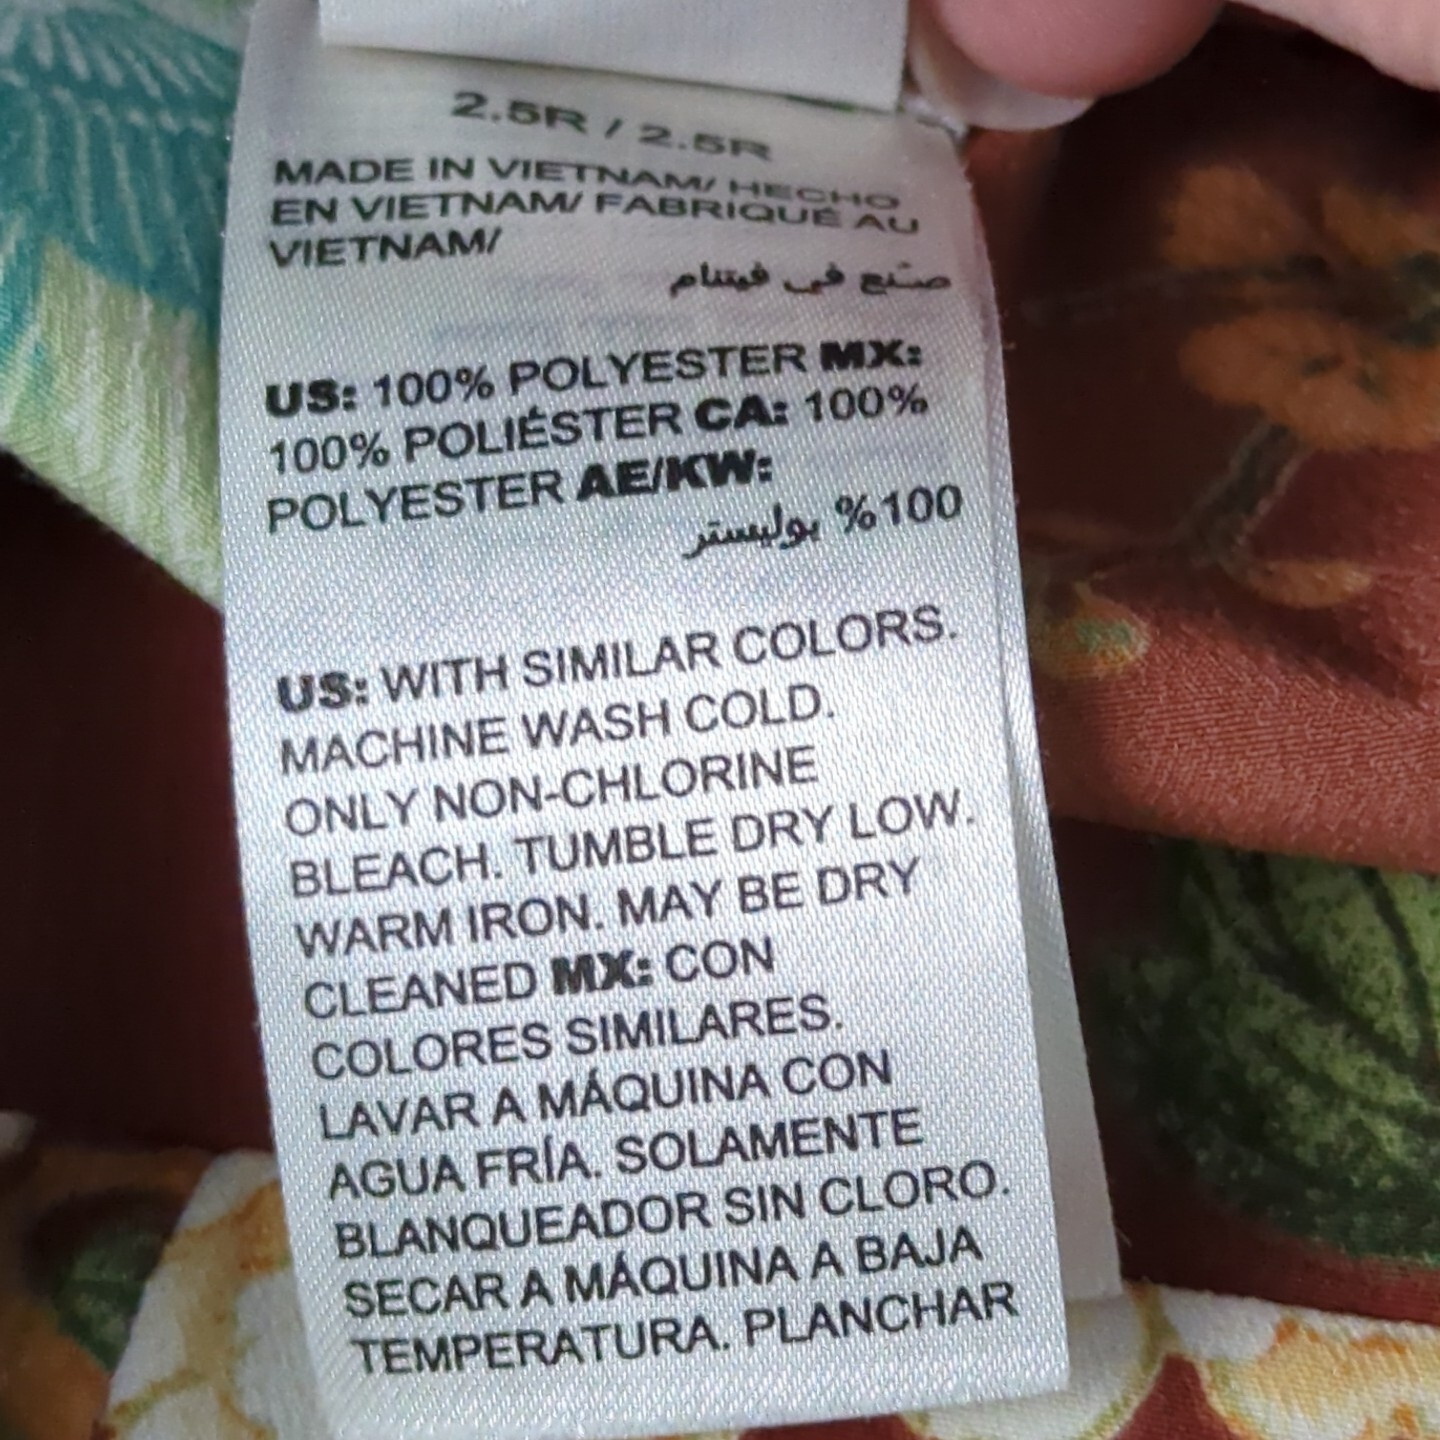 2.5R / 2.5R
MADE IN VIETNAM/ HECHO
EN VIETNAM/ FABRIQUÉ AU
VIETNAM/
صنّع في فيتنام
US: 100% POLYESTER MX:
100% POLIÉSTER CA: 100%
POLYESTER AE/KW:
100% بوليستر
US: WITH SIMILAR COLORS.
MACHINE WASH COLD.
ONLY NON-CHLORINE
BLEACH. TUMBLE DRY LOW.
WARM IRON. MAY BE DRY
CLEANED MX: CON
COLORES SIMILARES.
LAVAR A MÁQUINA CON
AGUA FRÍA. SOLAMENTE
BLANQUEADOR SIN CLORO.
SECAR A MÁQUINA A BAJA
TEMPERATURA. PLANCHAR